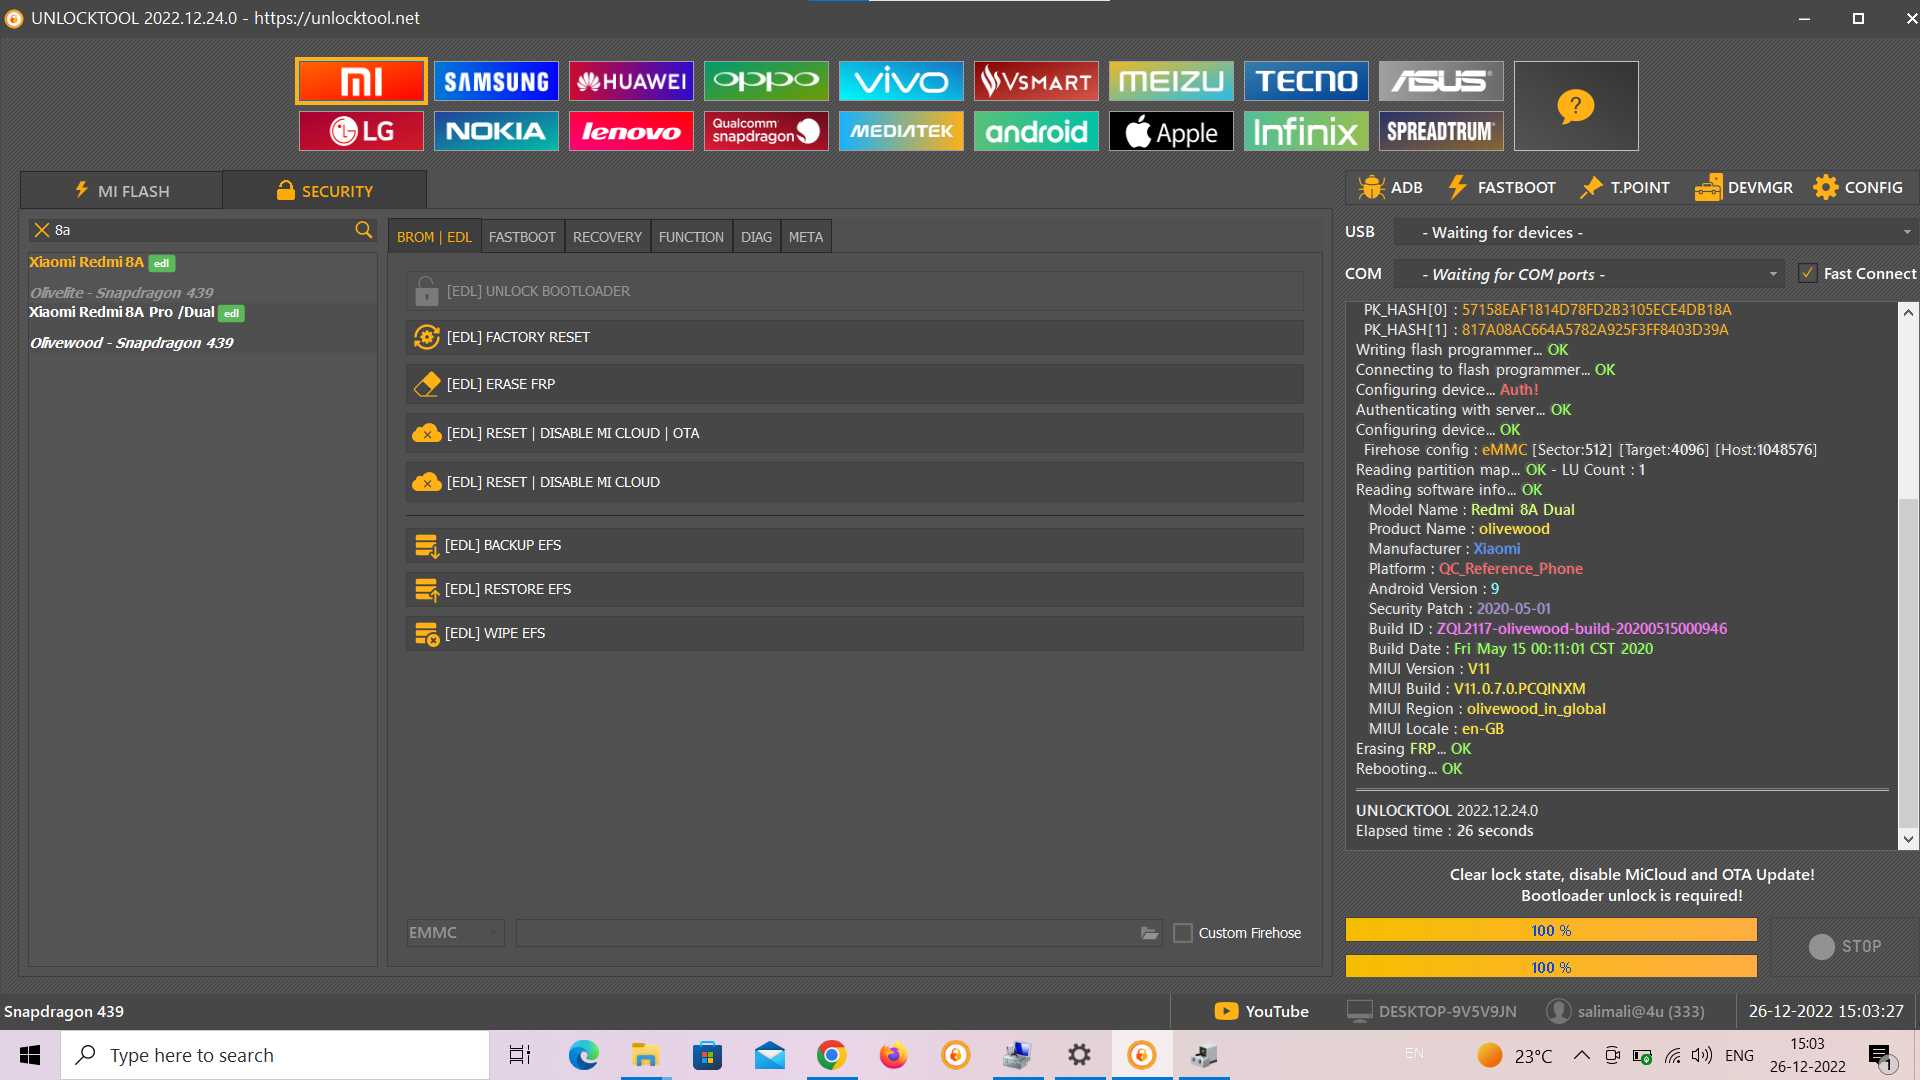 UNLOCKTOOL 2022.12.24.0 - https://unlocktool.net
MI
SAMSUNG
HUAWEI
oppo
vivo
VSMART
MEIZU
TECNO
ASUS
?
LG
NOKIA
lenovo
Qualcomm snapdragon
MEDIATEK
android
Apple
Infinix
SPREADTRUM
MI FLASH
SECURITY
ADB
FASTBOOT
T.POINT
DEVMGR
CONFIG
8a
Xiaomi Redmi 8A edl
Olivelite - Snapdragon 439
Xiaomi Redmi 8A Pro /Dual edl
Olivewood - Snapdragon 439
BROM | EDL
FASTBOOT
RECOVERY
FUNCTION
DIAG
META
[EDL] UNLOCK BOOTLOADER
[EDL] FACTORY RESET
[EDL] ERASE FRP
[EDL] RESET | DISABLE MI CLOUD | OTA
[EDL] RESET | DISABLE MI CLOUD
[EDL] BACKUP EFS
[EDL] RESTORE EFS
[EDL] WIPE EFS
EMMC
Custom Firehose
USB - Waiting for devices -
COM - Waiting for COM ports - Fast Connect
PK_HASH[0] : 57158EAF1814D78FD2B3105ECE4DB18A
PK_HASH[1] : 817A08AC664A5782A925F3FF8403D39A
Writing flash programmer... OK
Connecting to flash programmer... OK
Configuring device... Auth!
Authenticating with server... OK
Configuring device... OK
Firehose config : eMMC [Sector:512] [Target:4096] [Host:1048576]
Reading partition map... OK - LU Count : 1
Reading software info... OK
Model Name : Redmi 8A Dual
Product Name : olivewood
Manufacturer : Xiaomi
Platform : QC_Reference_Phone
Android Version : 9
Security Patch : 2020-05-01
Build ID : ZQL2117-olivewood-build-20200515000946
Build Date : Fri May 15 00:11:01 CST 2020
MIUI Version : V11
MIUI Build : V11.0.7.0.PCQINXM
MIUI Region : olivewood_in_global
MIUI Locale : en-GB
Erasing FRP... OK
Rebooting... OK
UNLOCKTOOL 2022.12.24.0
Elapsed time : 26 seconds
Clear lock state, disable MiCloud and OTA Update!
Bootloader unlock is required!
100 %
100 %
STOP
Snapdragon 439
YouTube
DESKTOP-9V5V9JN
salimali@4u (333)
26-12-2022 15:03:27
Type here to search
EN
23°C
ENG
15:03
26-12-2022
1